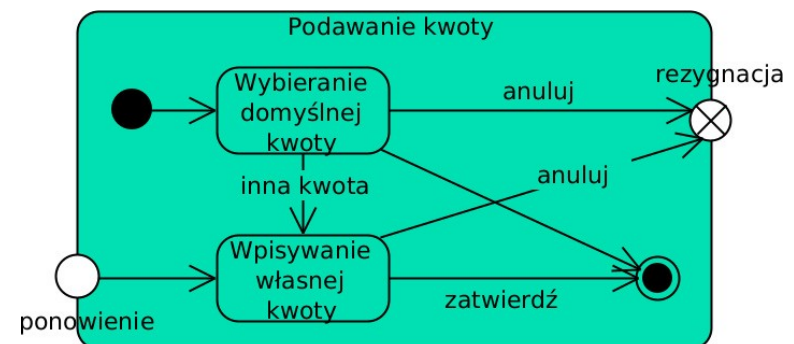 Podawanie kwoty
rezygnacja
Wybieranie
domyślnej
kwoty
anuluj
inna kwota
anuluj
Wpisywanie
własnej
kwoty
zatwierdź
ponowienie